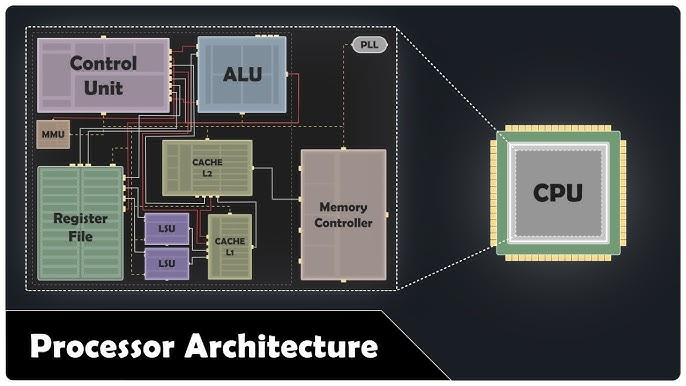 Control
Unit
ALU
PLL
MMU
CACHE
L2
Register
File
LSU
LSU
CACHE
L1
Memory
Controller
CPU
Processor Architecture